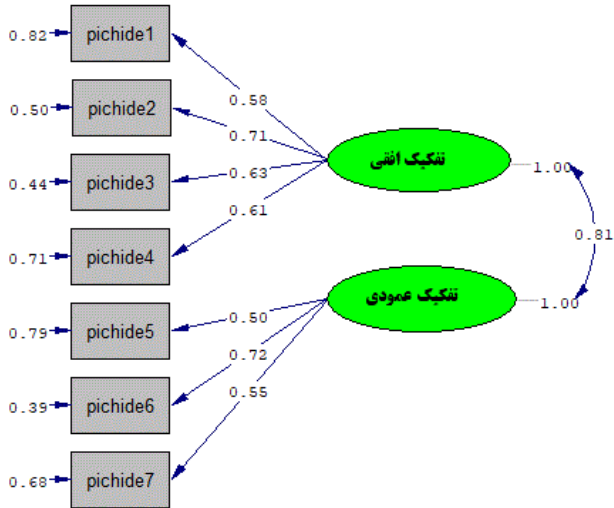 0.82
pichide1
0.58
0.50
pichide2
0.71
0.44
pichide3
0.63
تفکیک افقی
1.00
0.71
pichide4
0.61
0.81
0.79
pichide5
0.50
تفکیک عمودی
1.00
0.39
pichide6
0.72
0.68
pichide7
0.55